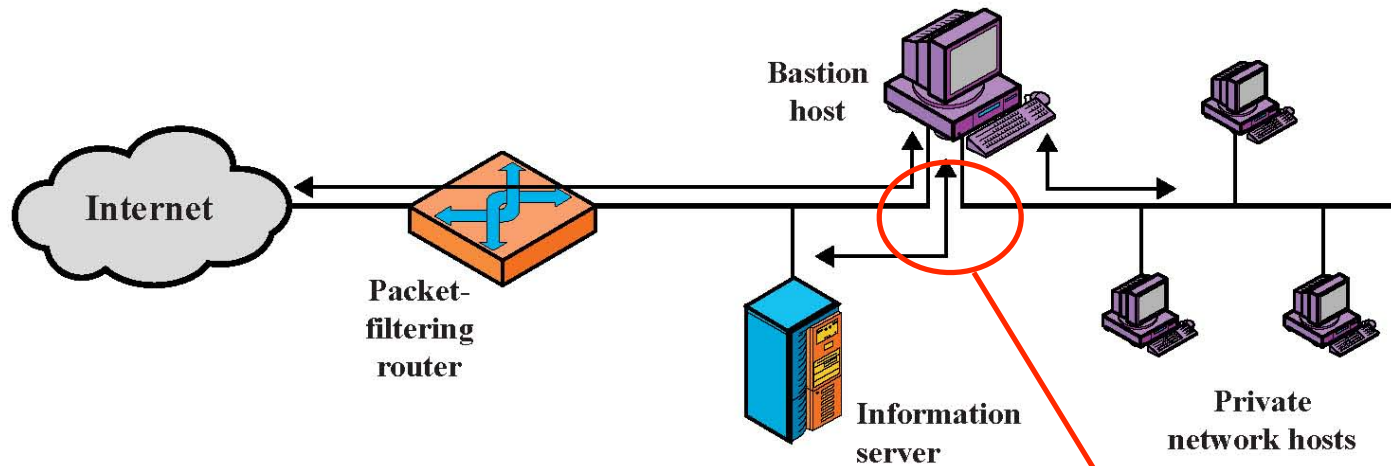 Bastion
host
Internet
Packet-
filtering
router
Information
server
Private
network hosts